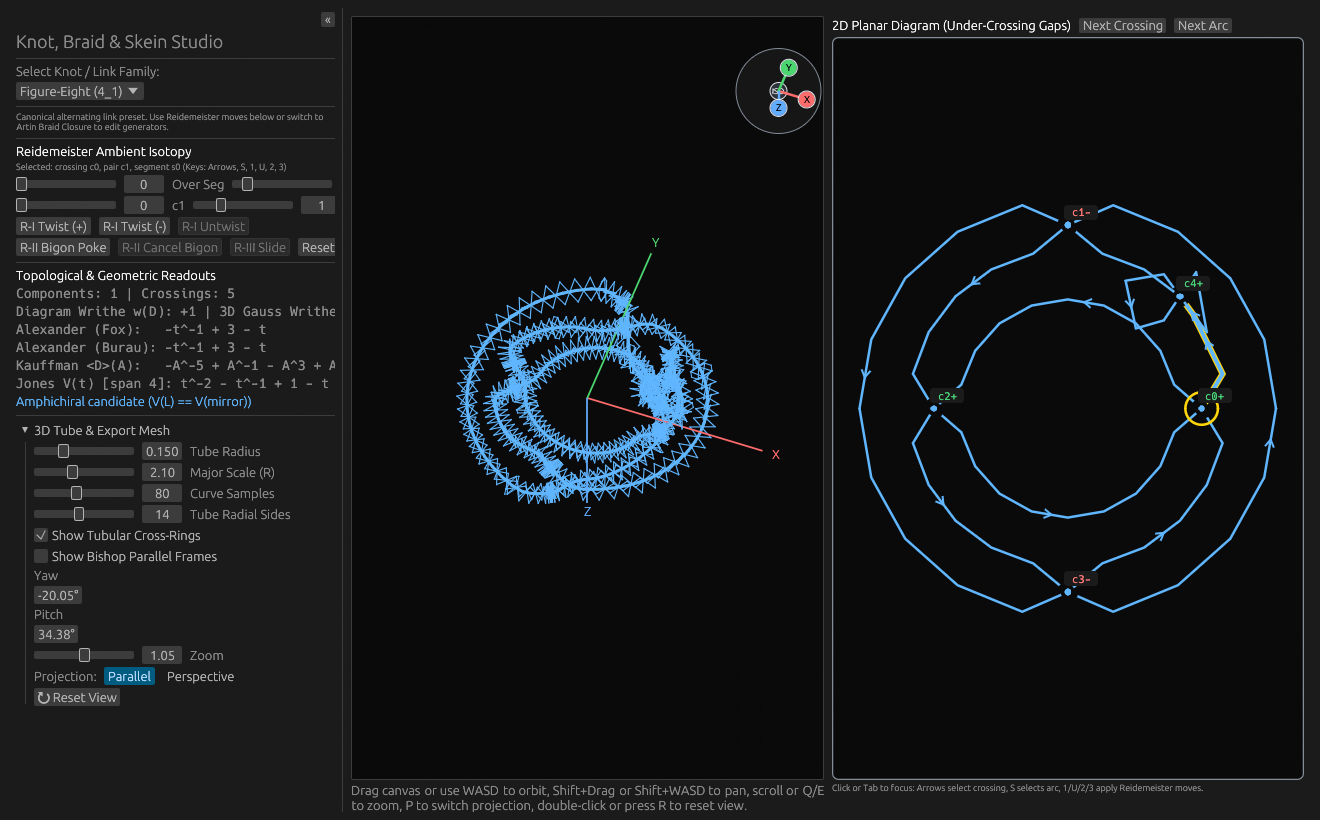 «
Knot, Braid & Skein Studio
Select Knot / Link Family:
Figure-Eight (4_1)
Canonical alternating link preset. Use Reidemeister moves below or switch to
Artin Braid Closure to edit generators.
Reidemeister Ambient Isotopy
Selected: crossing c0, pair c1, segment s0 (Keys: Arrows, S, 1, U, 2, 3)
0 Over Seg
0 c1 1
R-I Twist (+) R-I Twist (-) R-I Untwist
R-II Bigon Poke R-II Cancel Bigon R-III Slide Reset
Topological & Geometric Readouts
Components: 1 | Crossings: 5
Diagram Writhe w(D): +1 | 3D Gauss Writhe
Alexander (Fox): -t^-1 + 3 - t
Alexander (Burau): -t^-1 + 3 - t
Kauffman <D>(A): -A^-5 + A^-1 - A^3 + A
Jones V(t) [span 4]: t^-2 - t^-1 + 1 - t
Amphichiral candidate (V(L) == V(mirror))
3D Tube & Export Mesh
0.150 Tube Radius
2.10 Major Scale (R)
80 Curve Samples
14 Tube Radial Sides
Show Tubular Cross-Rings
Show Bishop Parallel Frames
Yaw
-20.05°
Pitch
34.38°
1.05 Zoom
Projection: Parallel Perspective
Reset View
Y
X
Z
Y
X
Z
Drag canvas or use WASD to orbit, Shift+Drag or Shift+WASD to pan, scroll or Q/E
to zoom, P to switch projection, double-click or press R to reset view.
2D Planar Diagram (Under-Crossing Gaps) Next Crossing Next Arc
c1-
c4+
c2+
c0+
c3-
Click or Tab to focus: Arrows select crossing, S selects arc, 1/U/2/3 apply Reidemeister moves.